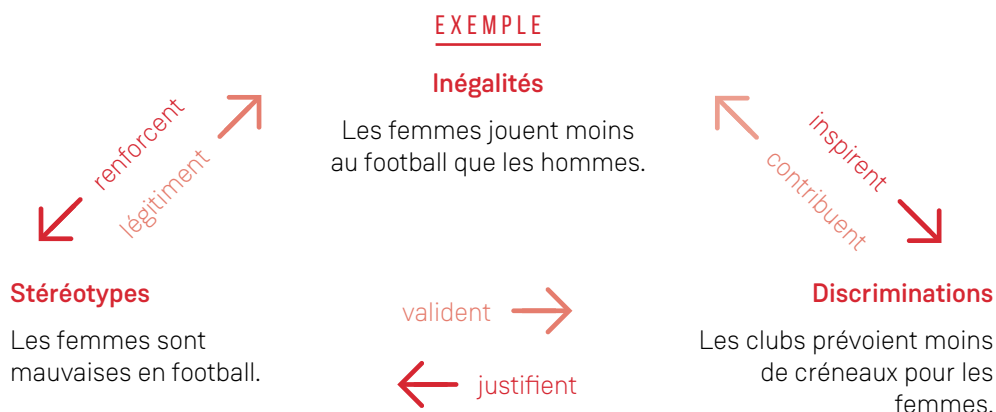 EXEMPLE
Inégalités
Les femmes jouent moins
au football que les hommes.
renforcent
légitiment
inspirent
contribuent
Stéréotypes
Les femmes sont
mauvaises en football.
valident
justifient
Discriminations
Les clubs prévoient moins
de créneaux pour les
femmes.